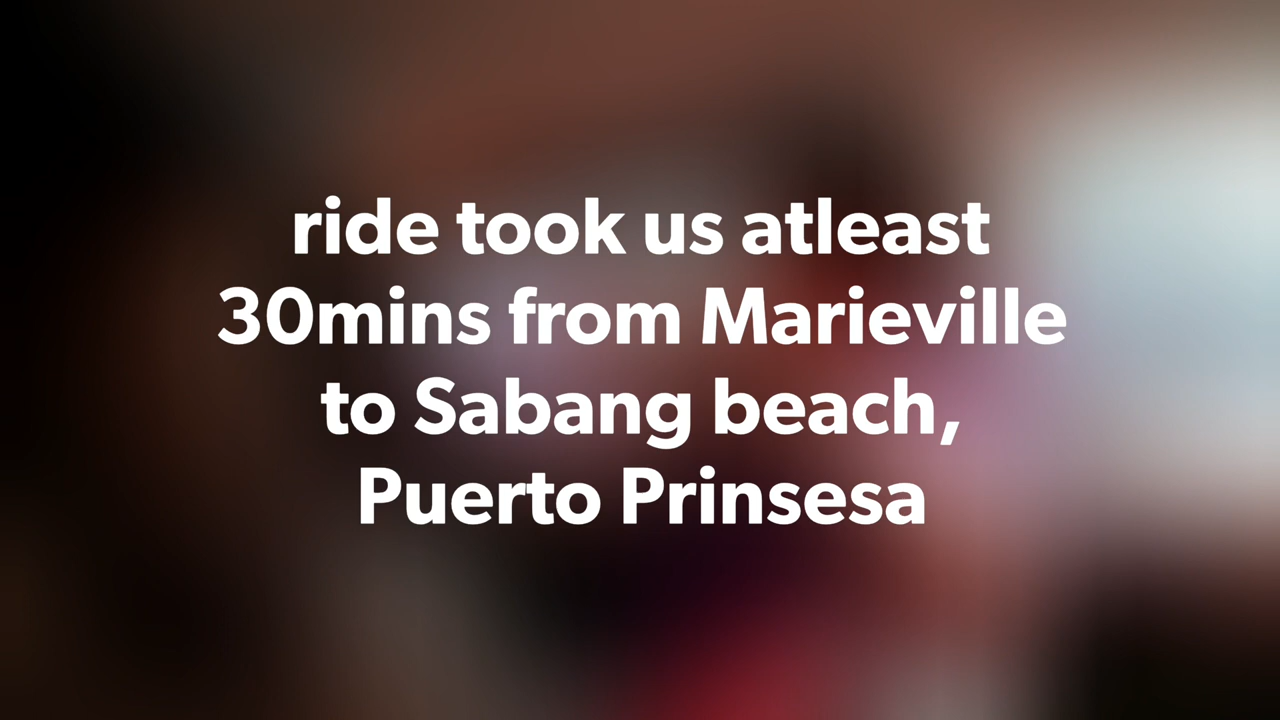 ride took us atleast
30mins from Marieville
to Sabang beach,
Puerto Prinsesa